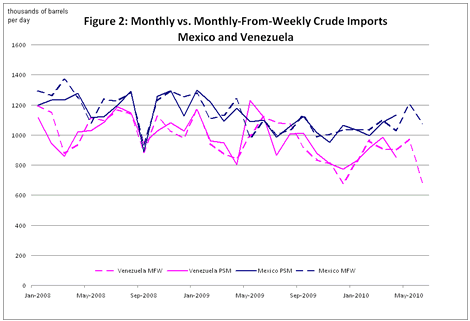 thousands of barrels
per day
Figure 2: Monthly vs. Monthly-From-Weekly Crude Imports
Mexico and Venezuela
1600
1400
1200
1000
800
600
400
200
0
Venezuela MFW
Venezuela PSM
Mexico PSM
Mexico MFW
Jan-2008
May-2008
Sep-2008
Jan-2009
May-2009
Sep-2009
Jan-2010
May-2010